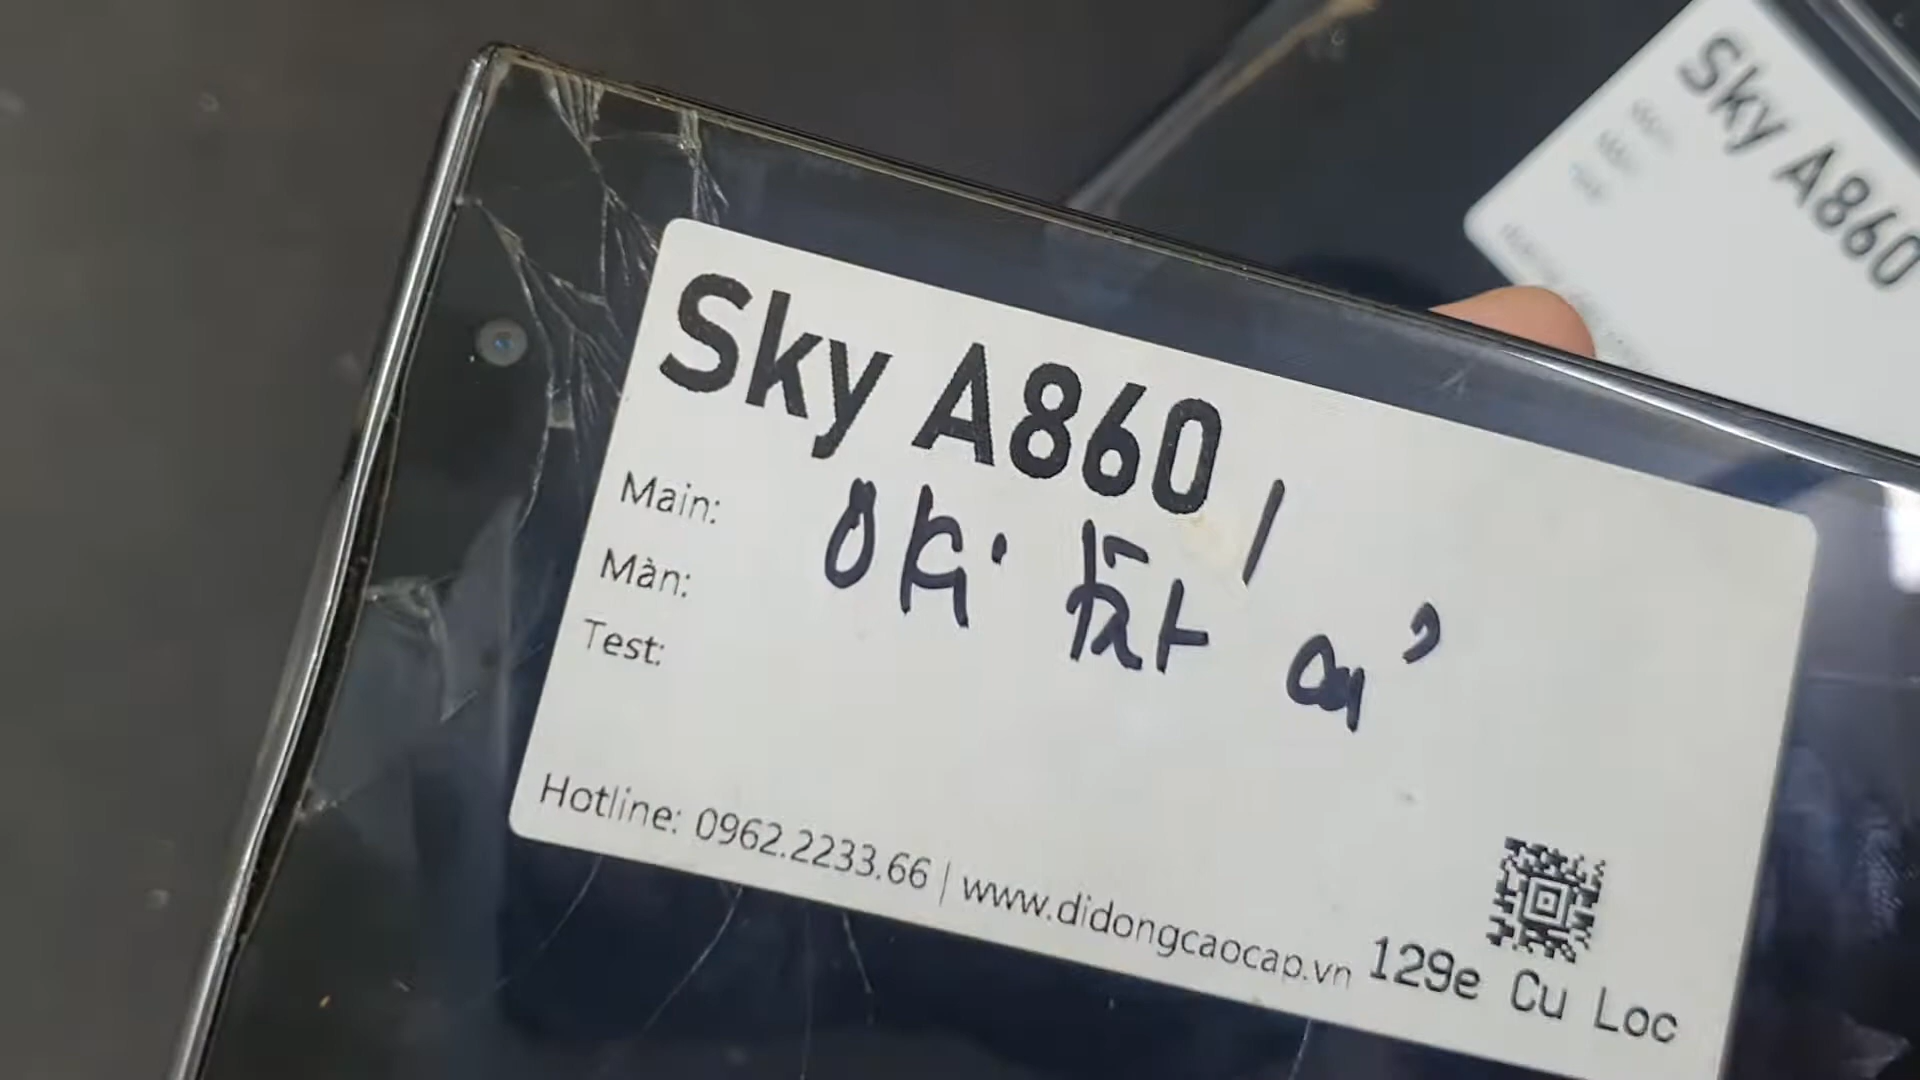 Sky A860
Main:
Màn:
Test:
Hotline: 0962.2233.66 | www.didongcaocap.vn
129e Cu Loc
Sky A860